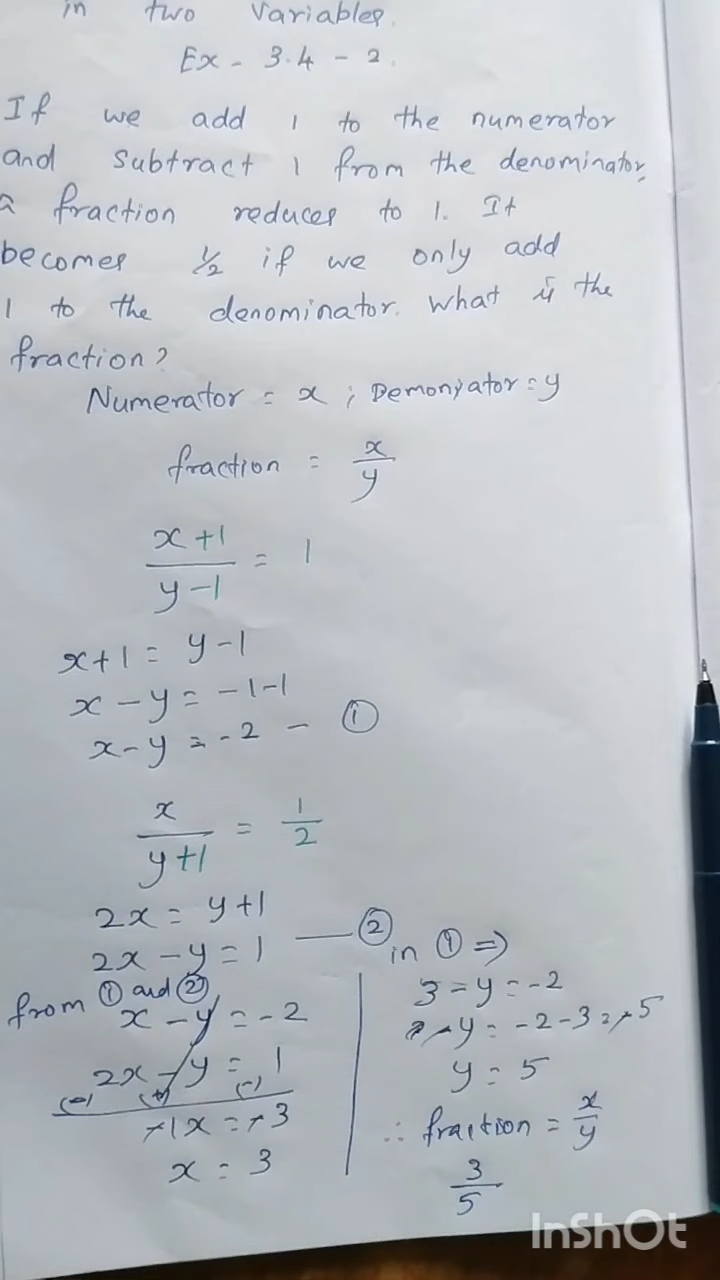 in two Variables.
Ex - 3.4 - 2.
If we add 1 to the numerator
and subtract 1 from the denominator,
a fraction reduces to 1. It
becomes 1/2 if we only add
1 to the denominator. What is the
fraction?
Numerator = x ; Demonyator = y
fraction = x/y
x+1/y-1 = 1
x+1 = y-1
x-y = -1-1
x-y = -2 - ①
x/y+1 = 1/2
2x = y+1
2x-y = 1 — ②
from ① and ②
x-y = -2
2x-y = 1
(-) (+) (-)
-1x = -3
x = 3
in ① ⇒
3-y = -2
-y = -2-3 = -5
y = 5
∴ fraction = x/y
3/5
InShOt